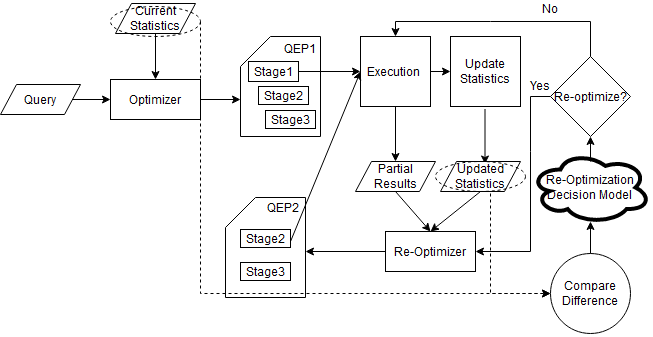 Current
Statistics
No
QEP1
Stage1
Stage2
Stage3
Execution
Update
Statistics
Yes
Re-optimize?
Query
Optimizer
Partial
Results
Updated
Statistics
Re-Optimization
Decision Model
QEP2
Stage2
Stage3
Re-Optimizer
Compare
Difference